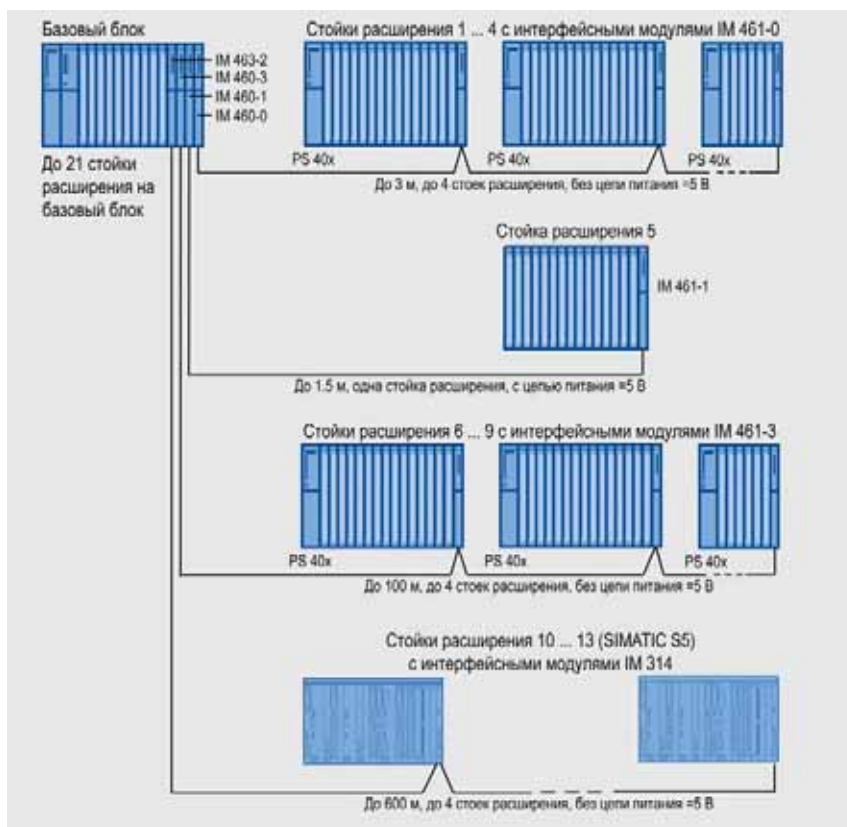 Базовый блок
Стойки расширения 1 ... 4 с интерфейсными модулями IM 461-0
IM 463-2
IM 460-3
IM 460-1
IM 460-0
PS 40x
PS 40x
PS 40x
До 21 стойки
расширения на
базовый блок
До 3 м, до 4 стоек расширения, без цепи питания =5 В
Стойка расширения 5
IM 461-1
До 1.5 м, одна стойка расширения, с цепью питания =5 В
Стойки расширения 6 ... 9 с интерфейсными модулями IM 461-3
PS 40x
PS 40x
PS 40x
До 100 м, до 4 стоек расширения, без цепи питания =5 В
Стойки расширения 10 ... 13 (SIMATIC S5)
с интерфейсными модулями IM 314
До 600 м, до 4 стоек расширения, без цепи питания =5 В